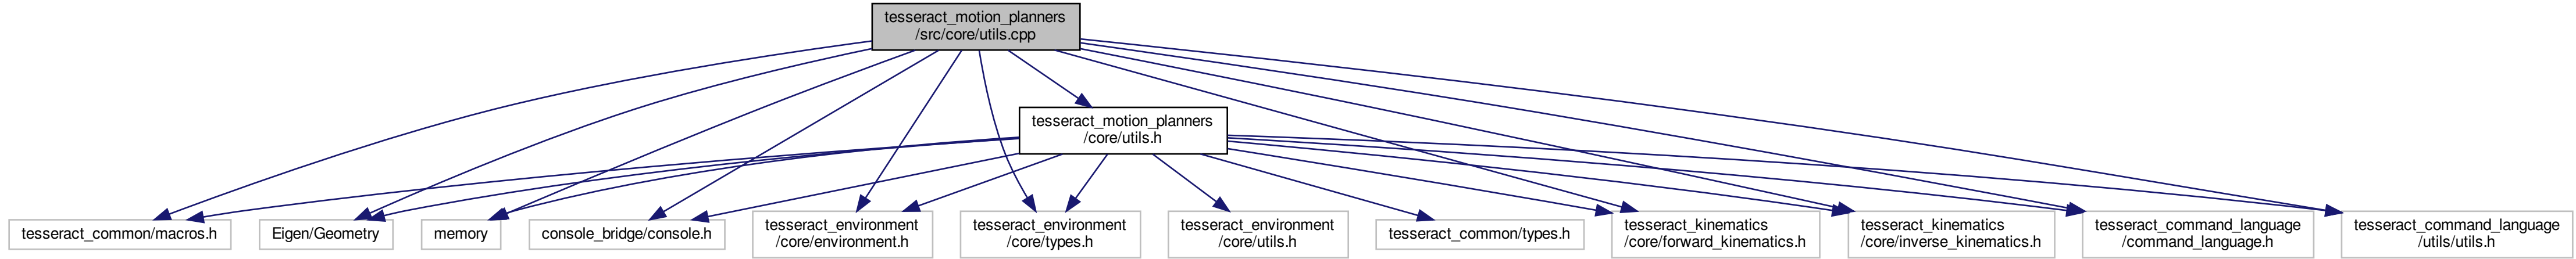 tesseract_motion_planners
/src/core/utils.cpp
tesseract_motion_planners
/core/utils.h
tesseract_common/macros.h
Eigen/Geometry
memory
console_bridge/console.h
tesseract_environment
/core/environment.h
tesseract_environment
/core/types.h
tesseract_environment
/core/utils.h
tesseract_common/types.h
tesseract_kinematics
/core/forward_kinematics.h
tesseract_kinematics
/core/inverse_kinematics.h
tesseract_command_language
/command_language.h
tesseract_command_language
/utils/utils.h